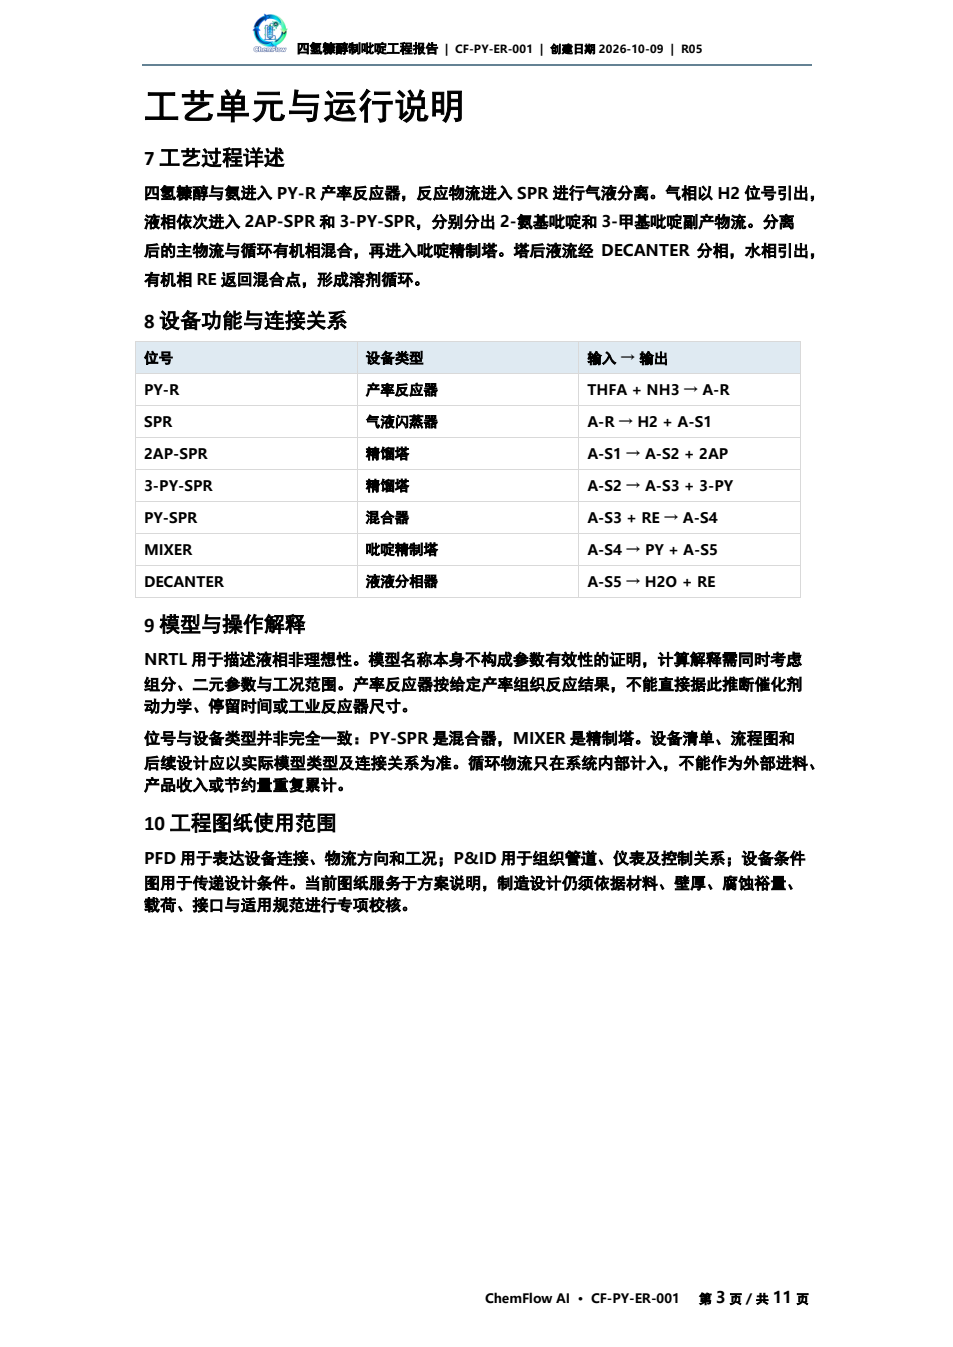 ChemFlow
四氢糠醇制吡啶工程报告 | CF-PY-ER-001 | 创建日期 2026-10-09 | R05
工艺单元与运行说明
7 工艺过程详述
四氢糠醇与氨进入 PY-R 产率反应器，反应物流进入 SPR 进行气液分离。气相以 H2 位号引出，
液相依次进入 2AP-SPR 和 3-PY-SPR，分别分出 2-氨基吡啶和 3-甲基吡啶副产物流。分离
后的主物流与循环有机相混合，再进入吡啶精制塔。塔后液流经 DECANTER 分相，水相引出，
有机相 RE 返回混合点，形成溶剂循环。
8 设备功能与连接关系
位号 设备类型 输入 → 输出
PY-R 产率反应器 THFA + NH3 → A-R
SPR 气液闪蒸器 A-R → H2 + A-S1
2AP-SPR 精馏塔 A-S1 → A-S2 + 2AP
3-PY-SPR 精馏塔 A-S2 → A-S3 + 3-PY
PY-SPR 混合器 A-S3 + RE → A-S4
MIXER 吡啶精制塔 A-S4 → PY + A-S5
DECANTER 液液分相器 A-S5 → H2O + RE
9 模型与操作解释
NRTL 用于描述液相非理想性。模型名称本身不构成参数有效性的证明，计算解释需同时考虑
组分、二元参数与工况范围。产率反应器按给定产率组织反应结果，不能直接据此推断催化剂
动力学、停留时间或工业反应器尺寸。
位号与设备类型并非完全一致：PY-SPR 是混合器，MIXER 是精制塔。设备清单、流程图和
后续设计应以实际模型类型及连接关系为准。循环物流只在系统内部计入，不能作为外部进料、
产品收入或节约量重复累计。
10 工程图纸使用范围
PFD 用于表达设备连接、物流方向和工况；P&ID 用于组织管道、仪表及控制关系；设备条件
图用于传递设计条件。当前图纸服务于方案说明，制造设计仍须依据材料、壁厚、腐蚀裕量、
载荷、接口与适用规范进行专项校核。
ChemFlow AI • CF-PY-ER-001 第 3 页 / 共 11 页